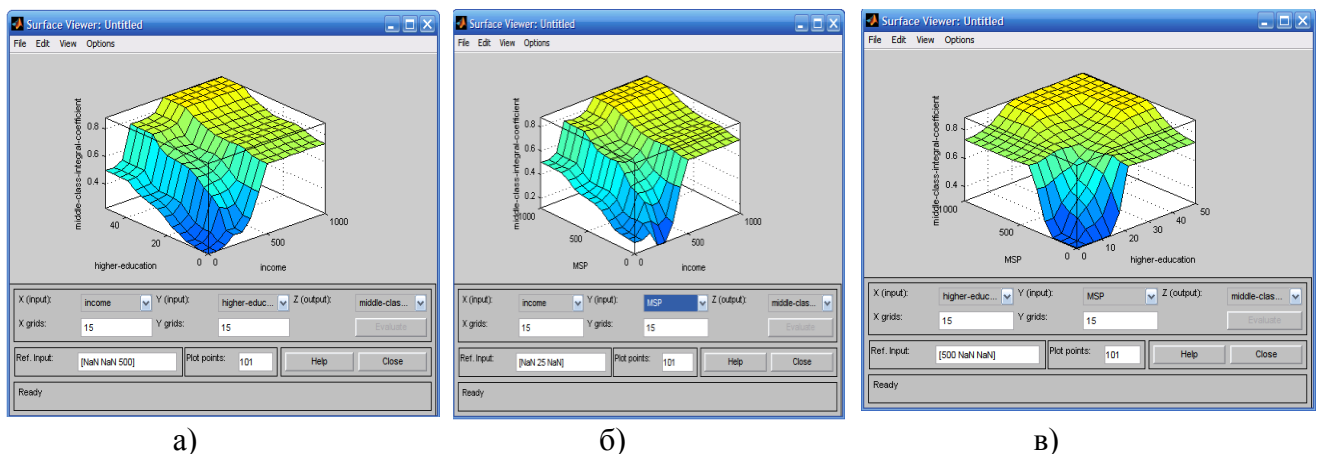 Surface Viewer: Untitled
File Edit View Options
middle-class-integral-coefficient
0.8
0.6
0.4
40
20
0
0
500
1000
higher-education
income
X (input): income Y (input): higher-educ... Z (output): middle-clas...
X grids: 15 Y grids: 15 Evaluate
Ref. Input: [NaN NaN 500] Plot points: 101 Help Close
Ready
а)
Surface Viewer: Untitled
File Edit View Options
middle-class-integral-coefficient
0.8
0.6
0.4
0.2
1000
500
0
0
500
1000
MSP
income
X (input): income Y (input): MSP Z (output): middle-clas...
X grids: 15 Y grids: 15 Evaluate
Ref. Input: [NaN 25 NaN] Plot points: 101 Help Close
Ready
б)
Surface Viewer: Untitled
File Edit View Options
middle-class-integral-coefficient
0.8
0.6
0.4
1000
500
0
0
10
20
30
40
50
MSP
higher-education
X (input): higher-educ... Y (input): MSP Z (output): middle-clas...
X grids: 15 Y grids: 15 Evaluate
Ref. Input: [500 NaN NaN] Plot points: 101 Help Close
Ready
в)